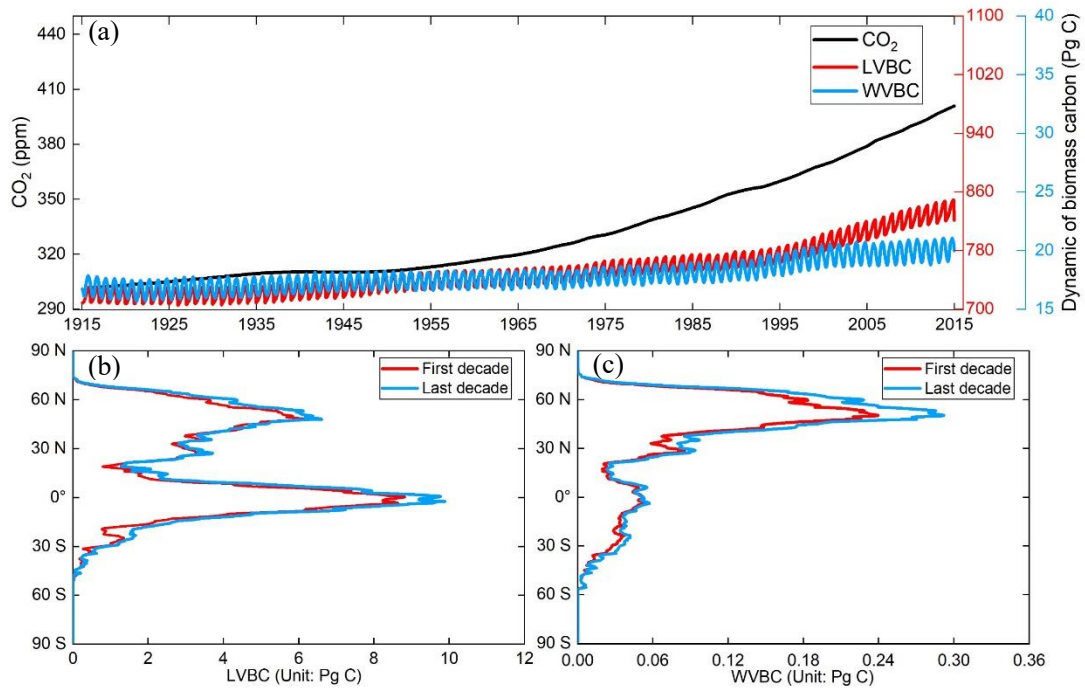 (a)
CO2
LVBC
WVBC
440
410
380
350
320
290
CO2 (ppm)
1100
1020
940
860
780
700
40
35
30
25
20
15
Dynamic of biomass carbon (Pg C)
1915 1925 1935 1945 1955 1965 1975 1985 1995 2005 2015
(b)
First decade
Last decade
90 N
60 N
30 N
0°
30 S
60 S
90 S
0 2 4 6 8 10 12
LVBC (Unit: Pg C)
(c)
First decade
Last decade
90 N
60 N
30 N
0°
30 S
60 S
90 S
0.00 0.06 0.12 0.18 0.24 0.30 0.36
WVBC (Unit: Pg C)